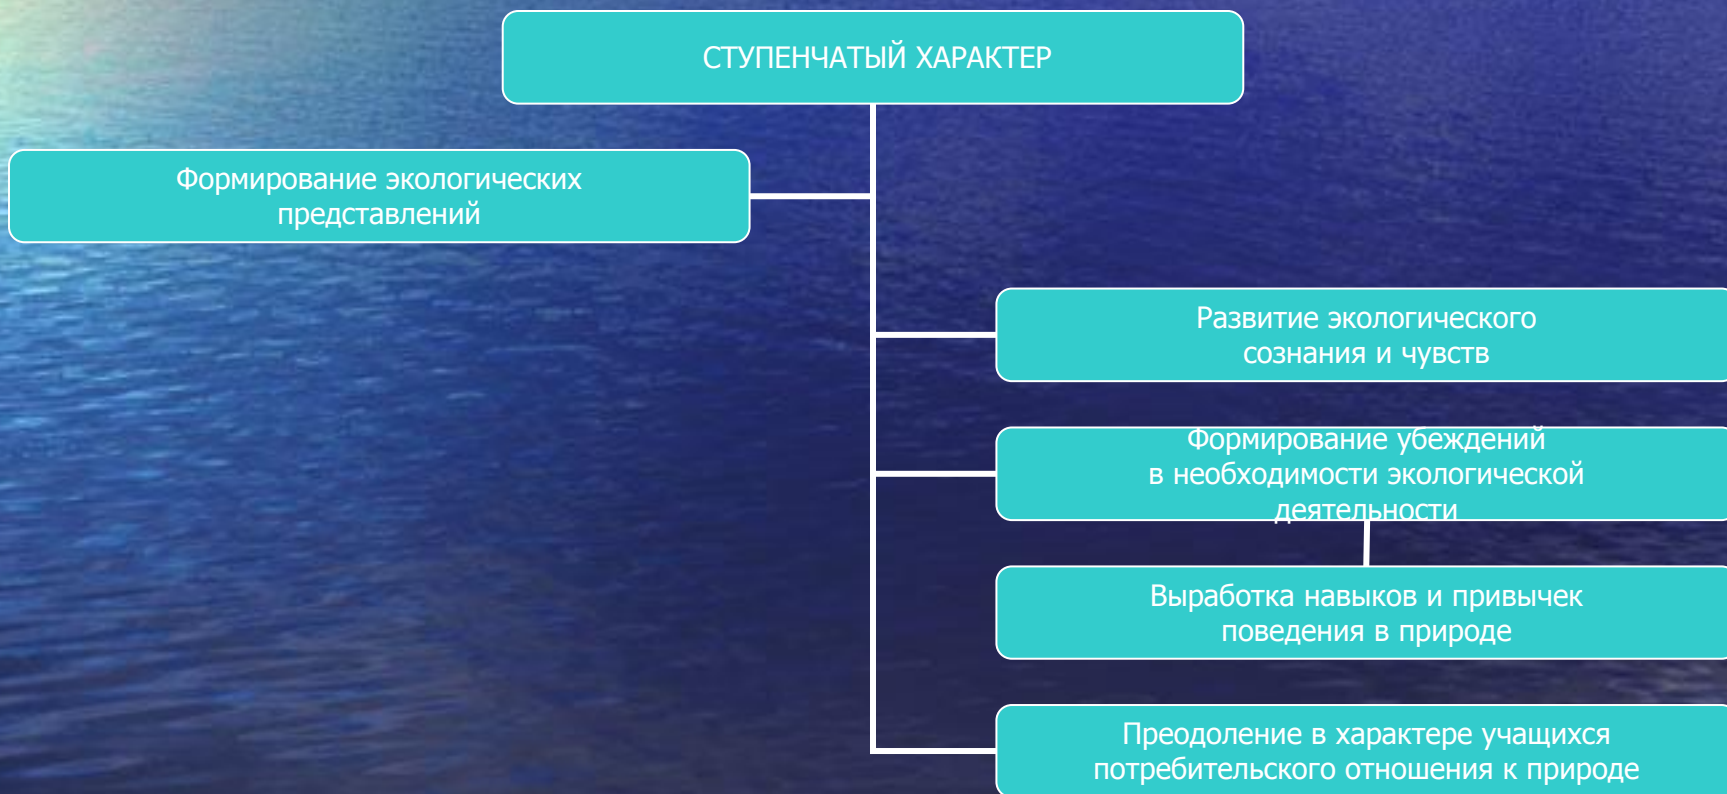 СТУПЕНЧАТЫЙ ХАРАКТЕР
Формирование экологических
представлений
Развитие экологического
сознания и чувств
Формирование убеждений
в необходимости экологической
деятельности
Выработка навыков и привычек
поведения в природе
Преодоление в характере учащихся
потребительского отношения к природе